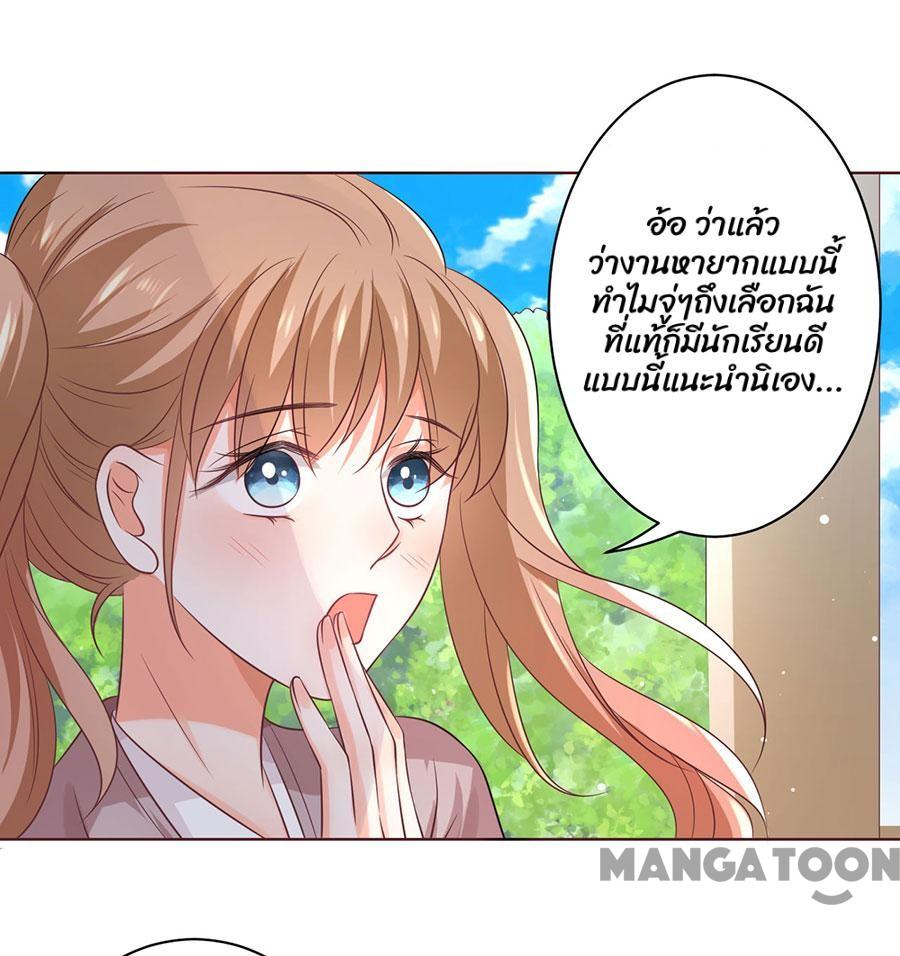 อ้อ ว่าแล้ว
ว่างานหายากแบบนี้
ทำไมจู่ๆถึงเลือกฉัน
ที่แท้ก็มีนักเรียนดี
แบบนี้แนะนำนิเอง...
MANGATOON